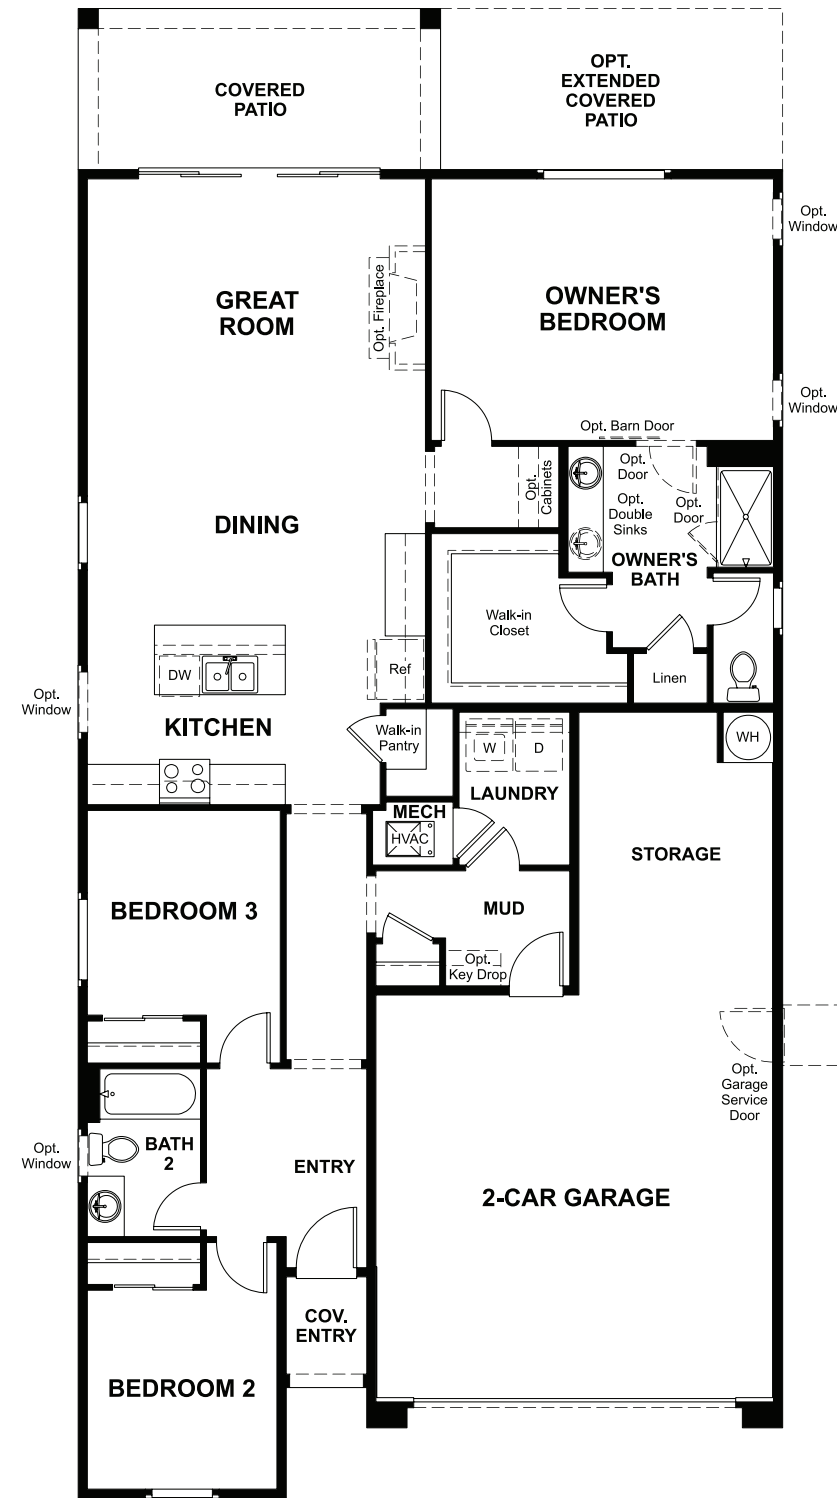 COVERED
PATIO
OPT.
EXTENDED
COVERED
PATIO
Opt.
Window
GREAT
ROOM
Opt. Fireplace
OWNER'S
BEDROOM
Opt.
Window
Opt. Barn Door
Opt.
Door
Opt.
Cabinets
Opt.
Double
Sinks
Opt.
Door
DINING
OWNER'S
BATH
Walk-in
Closet
Ref
DW
Linen
Opt.
Window
KITCHEN
Walk-in
Pantry
W
D
WH
LAUNDRY
MECH
HVAC
STORAGE
BEDROOM 3
MUD
Opt.
Key Drop
Opt.
Garage
Service
Door
Opt.
Window
BATH
2
ENTRY
2-CAR GARAGE
COV.
ENTRY
BEDROOM 2